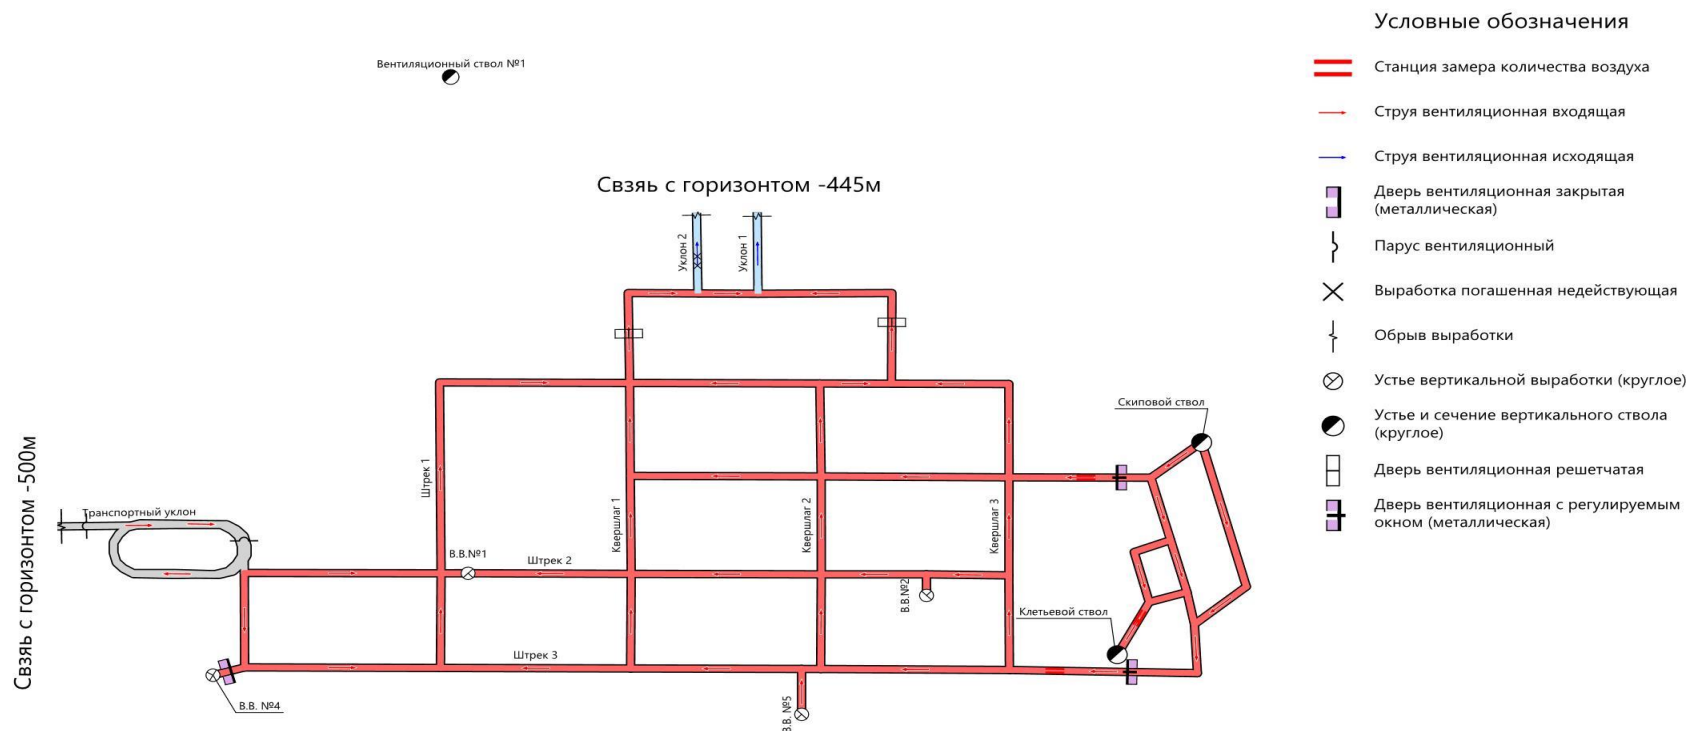 Условные обозначения
Вентиляционный ствол №1
Станция замера количества воздуха
Струя вентиляционная входящая
Струя вентиляционная исходящая
Свзяь с горизонтом -445м
Дверь вентиляционная закрытая
(металлическая)
Уклон 2
Уклон 1
Парус вентиляционный
Выработка погашенная недействующая
Обрыв выработки
Устье вертикальной выработки (круглое)
Скиповой ствол
Устье и сечение вертикального ствола
(круглое)
Дверь вентиляционная решетчатая
Дверь вентиляционная с регулируемым
окном (металлическая)
Свзяь с горизонтом -500м
Транспортный уклон
Штрек 1
Квершлаг 1
Квершлаг 2
Квершлаг 3
В.В.№1
Штрек 2
В.В.№2
Клетьевой ствол
Штрек 3
В.В. №4
В.В. №5